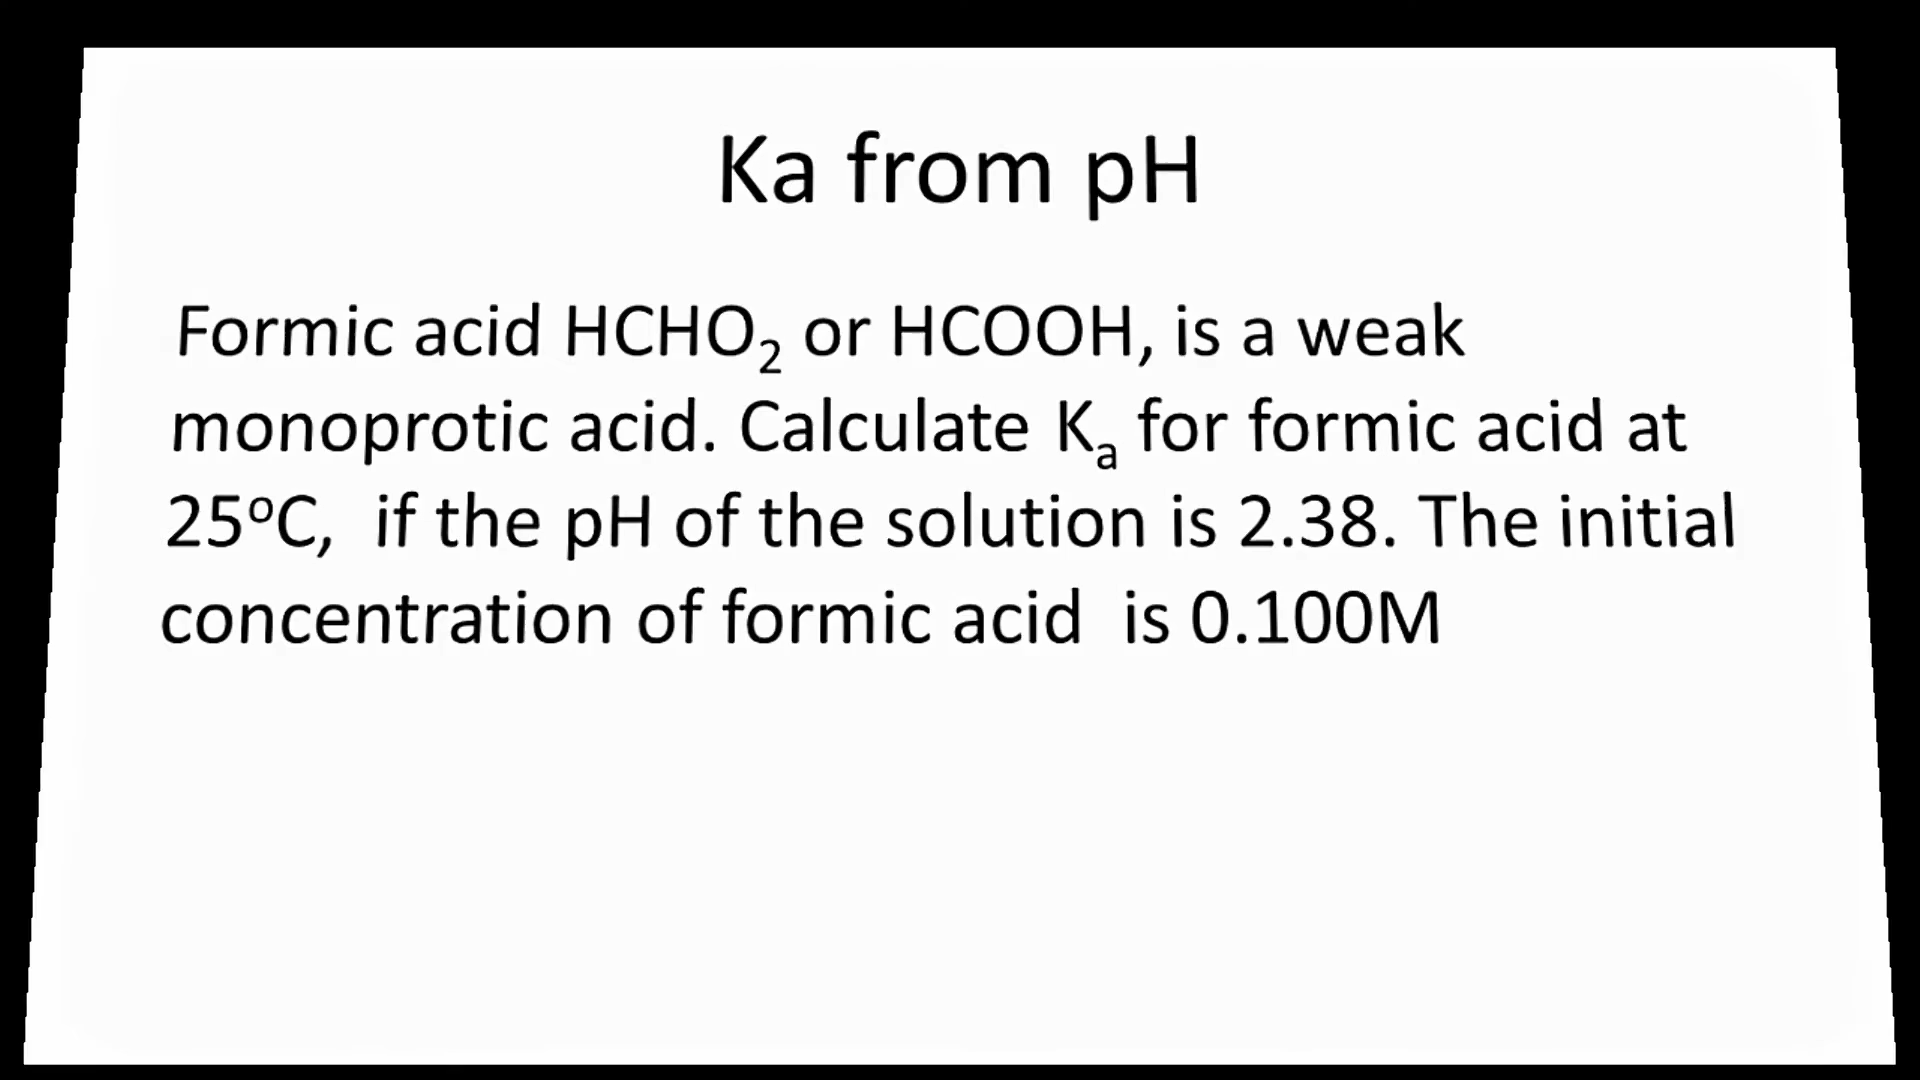 Ka from pH
Formic acid HCHO₂ or HCOOH, is a weak
monoprotic acid. Calculate Kₐ for formic acid at
25°C,  if the pH of the solution is 2.38. The initial
concentration of formic acid  is 0.100M